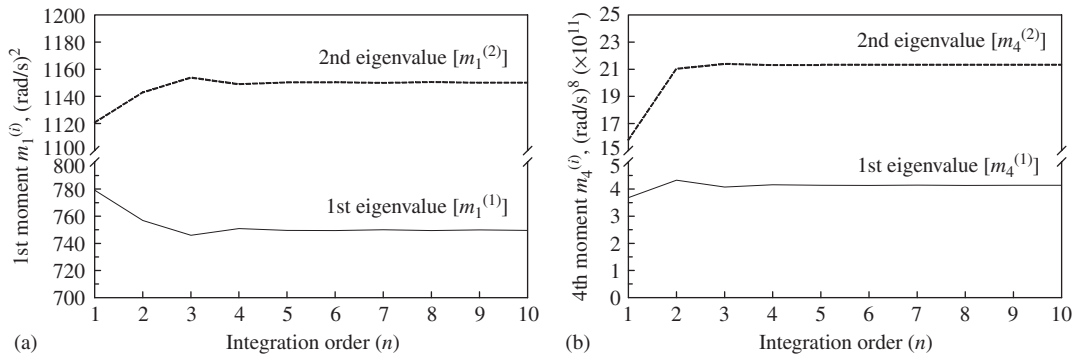 1200
1180
1160
1140
1120
1100
800
780
760
740
720
700
1st moment m₁⁽ⁱ⁾, (rad/s)²
2nd eigenvalue [m₁⁽²⁾]
1st eigenvalue [m₁⁽¹⁾]
1 2 3 4 5 6 7 8 9 10
(a) Integration order (n)
23
21
19
17
15
5
4
3
2
1
0
4th moment m₄⁽ⁱ⁾, (rad/s)⁸ (×10¹¹)
2nd eigenvalue [m₄⁽²⁾]
1st eigenvalue [m₄⁽¹⁾]
1 2 3 4 5 6 7 8 9 10
(b) Integration order (n)